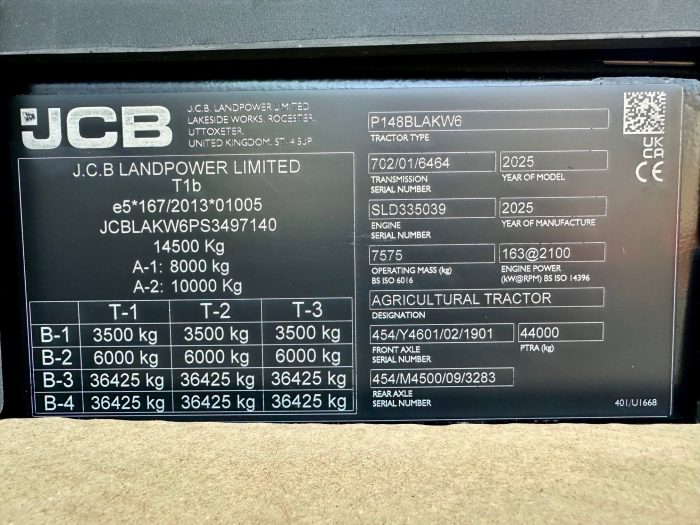 JCB
J.C.B. LANDPOWER LIMITED
LAKESIDE WORKS, ROCESTER,
UTTOXETER,
UNITED KINGDOM, ST14 5JP
J.C.B LANDPOWER LIMITED
T1b
e5*167/2013*01005
JCBLAKW6PS3497140
14500 Kg
A-1: 8000 kg
A-2: 10000 Kg
T-1 T-2 T-3
B-1 3500 kg 3500 kg 3500 kg
B-2 6000 kg 6000 kg 6000 kg
B-3 36425 kg 36425 kg 36425 kg
B-4 36425 kg 36425 kg 36425 kg
P148BLAKW6
TRACTOR TYPE
702/01/6464 2025
TRANSMISSION SERIAL NUMBER YEAR OF MODEL
SLD335039 2025
ENGINE SERIAL NUMBER YEAR OF MANUFACTURE
7575 163@2100
OPERATING MASS (kg) ENGINE POWER
BS ISO 6016 (kW@RPM) BS ISO 14396
AGRICULTURAL TRACTOR
DESIGNATION
454/Y4601/02/1901 44000
FRONT AXLE SERIAL NUMBER PTRA (kg)
454/M4500/09/3283
REAR AXLE
SERIAL NUMBER
401/U1668
UK
CA
CE